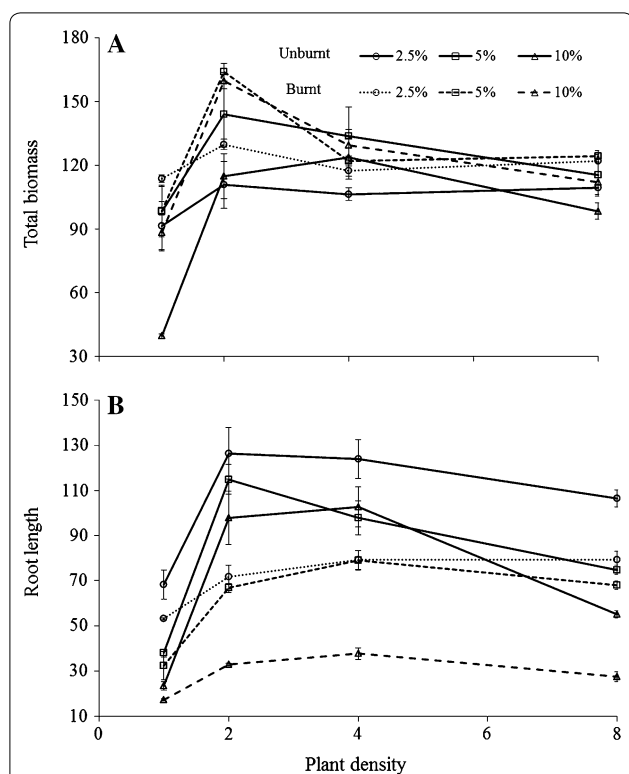 A
180
150
120
90
60
30
Total biomass
Unburnt 2.5% 5% 10%
Burnt 2.5% 5% 10%
B
150
130
110
90
70
50
30
10
Root length
0 2 4 6 8
Plant density